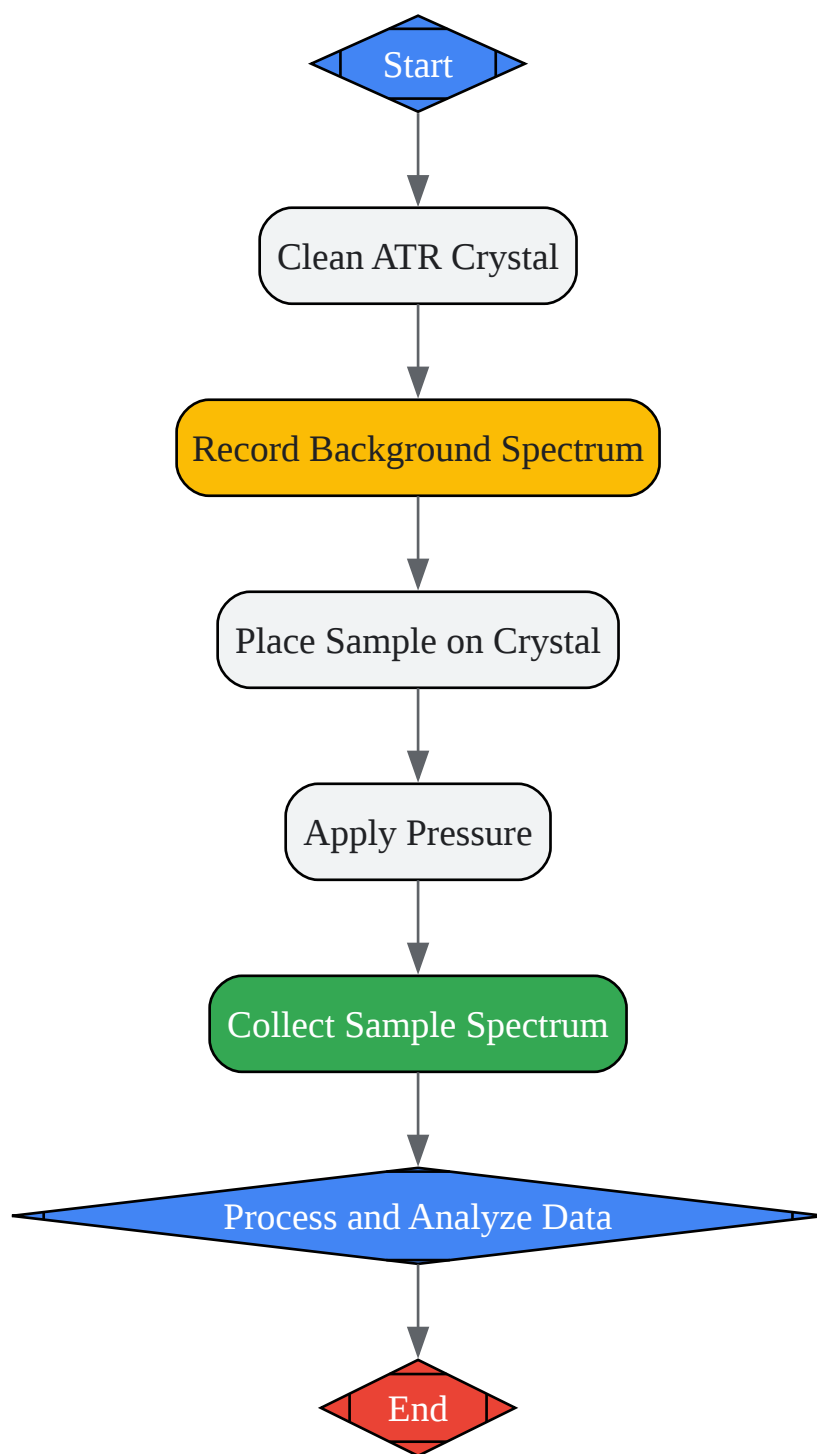 Start
Clean ATR Crystal
Record Background Spectrum
Place Sample on Crystal
Apply Pressure
Collect Sample Spectrum
Process and Analyze Data
End